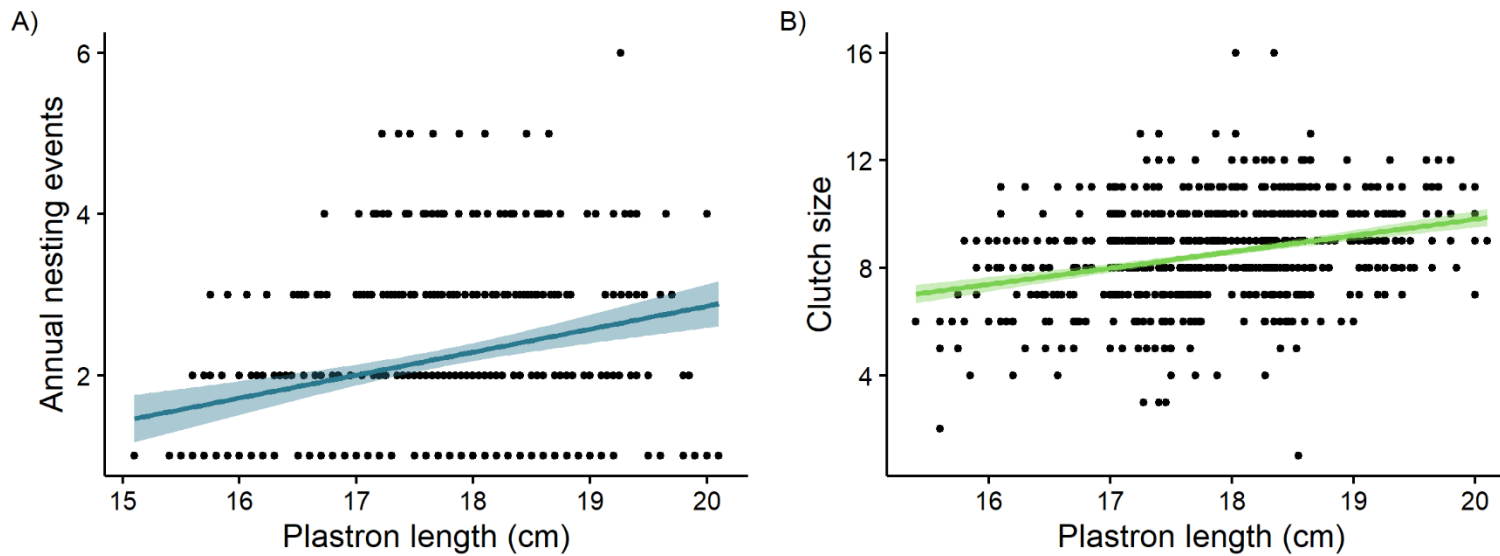 A)
Annual nesting events
6
4
2
15 16 17 18 19 20
Plastron length (cm)
B)
Clutch size
16
12
8
4
16 17 18 19 20
Plastron length (cm)